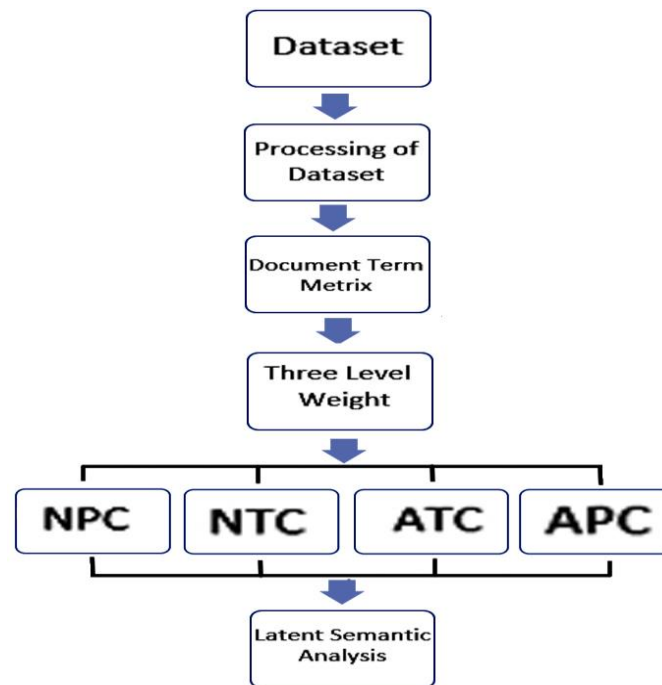 Dataset
Processing of
Dataset
Document Term
Metrix
Three Level
Weight
NPC
NTC
ATC
APC
Latent Semantic
Analysis